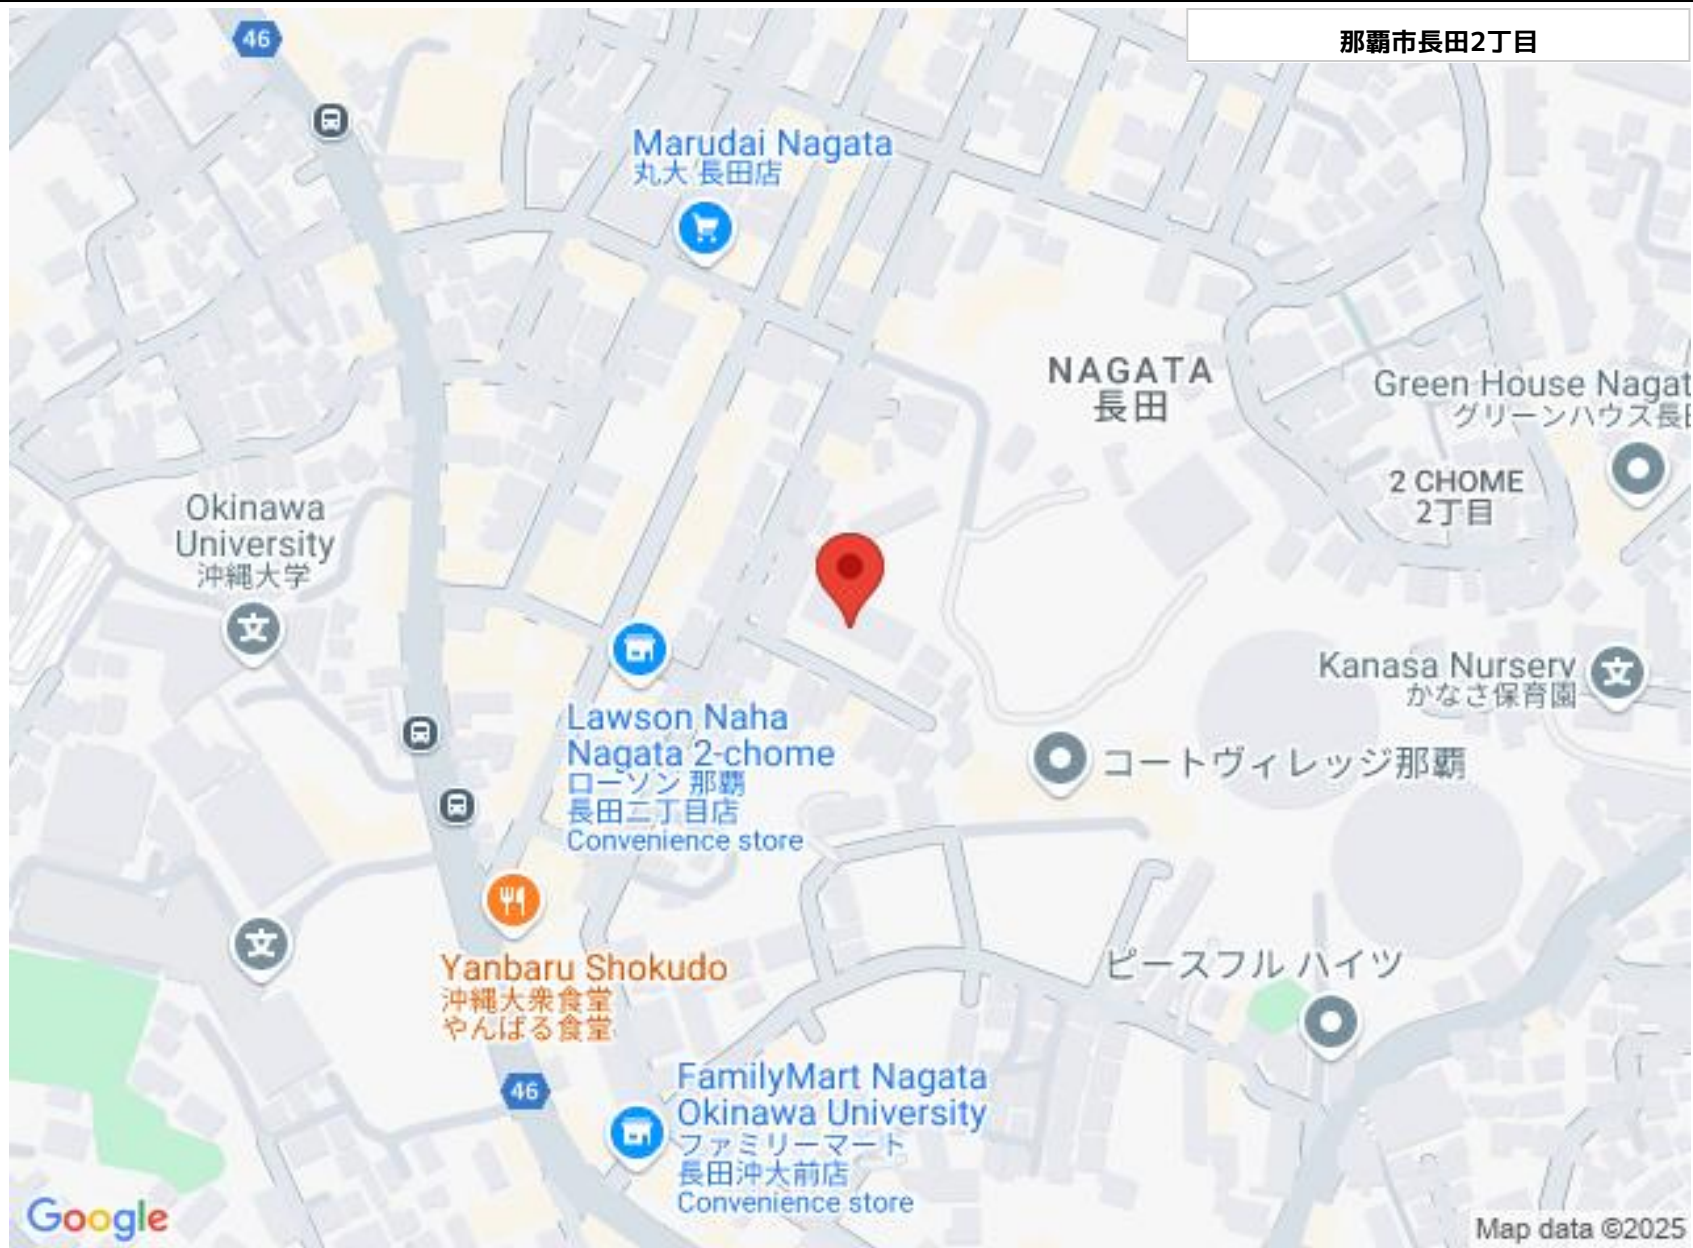 那覇市長田2丁目
46
Marudai Nagata
丸大 長田店
NAGATA
長田
Green House Nagat
グリーンハウス長田
2 CHOME
2丁目
Okinawa
University
沖縄大学
文
Kanasa Nursery
かなさ保育園
文
Lawson Naha
Nagata 2-chome
ローソン 那覇
長田二丁目店
Convenience store
コートヴィレッジ那覇
文
Yanbaru Shokudo
沖縄大衆食堂
やんばる食堂
ピースフル ハイツ
46
FamilyMart Nagata
Okinawa University
ファミリーマート
長田沖大前店
Convenience store
Google
Map data ©2025